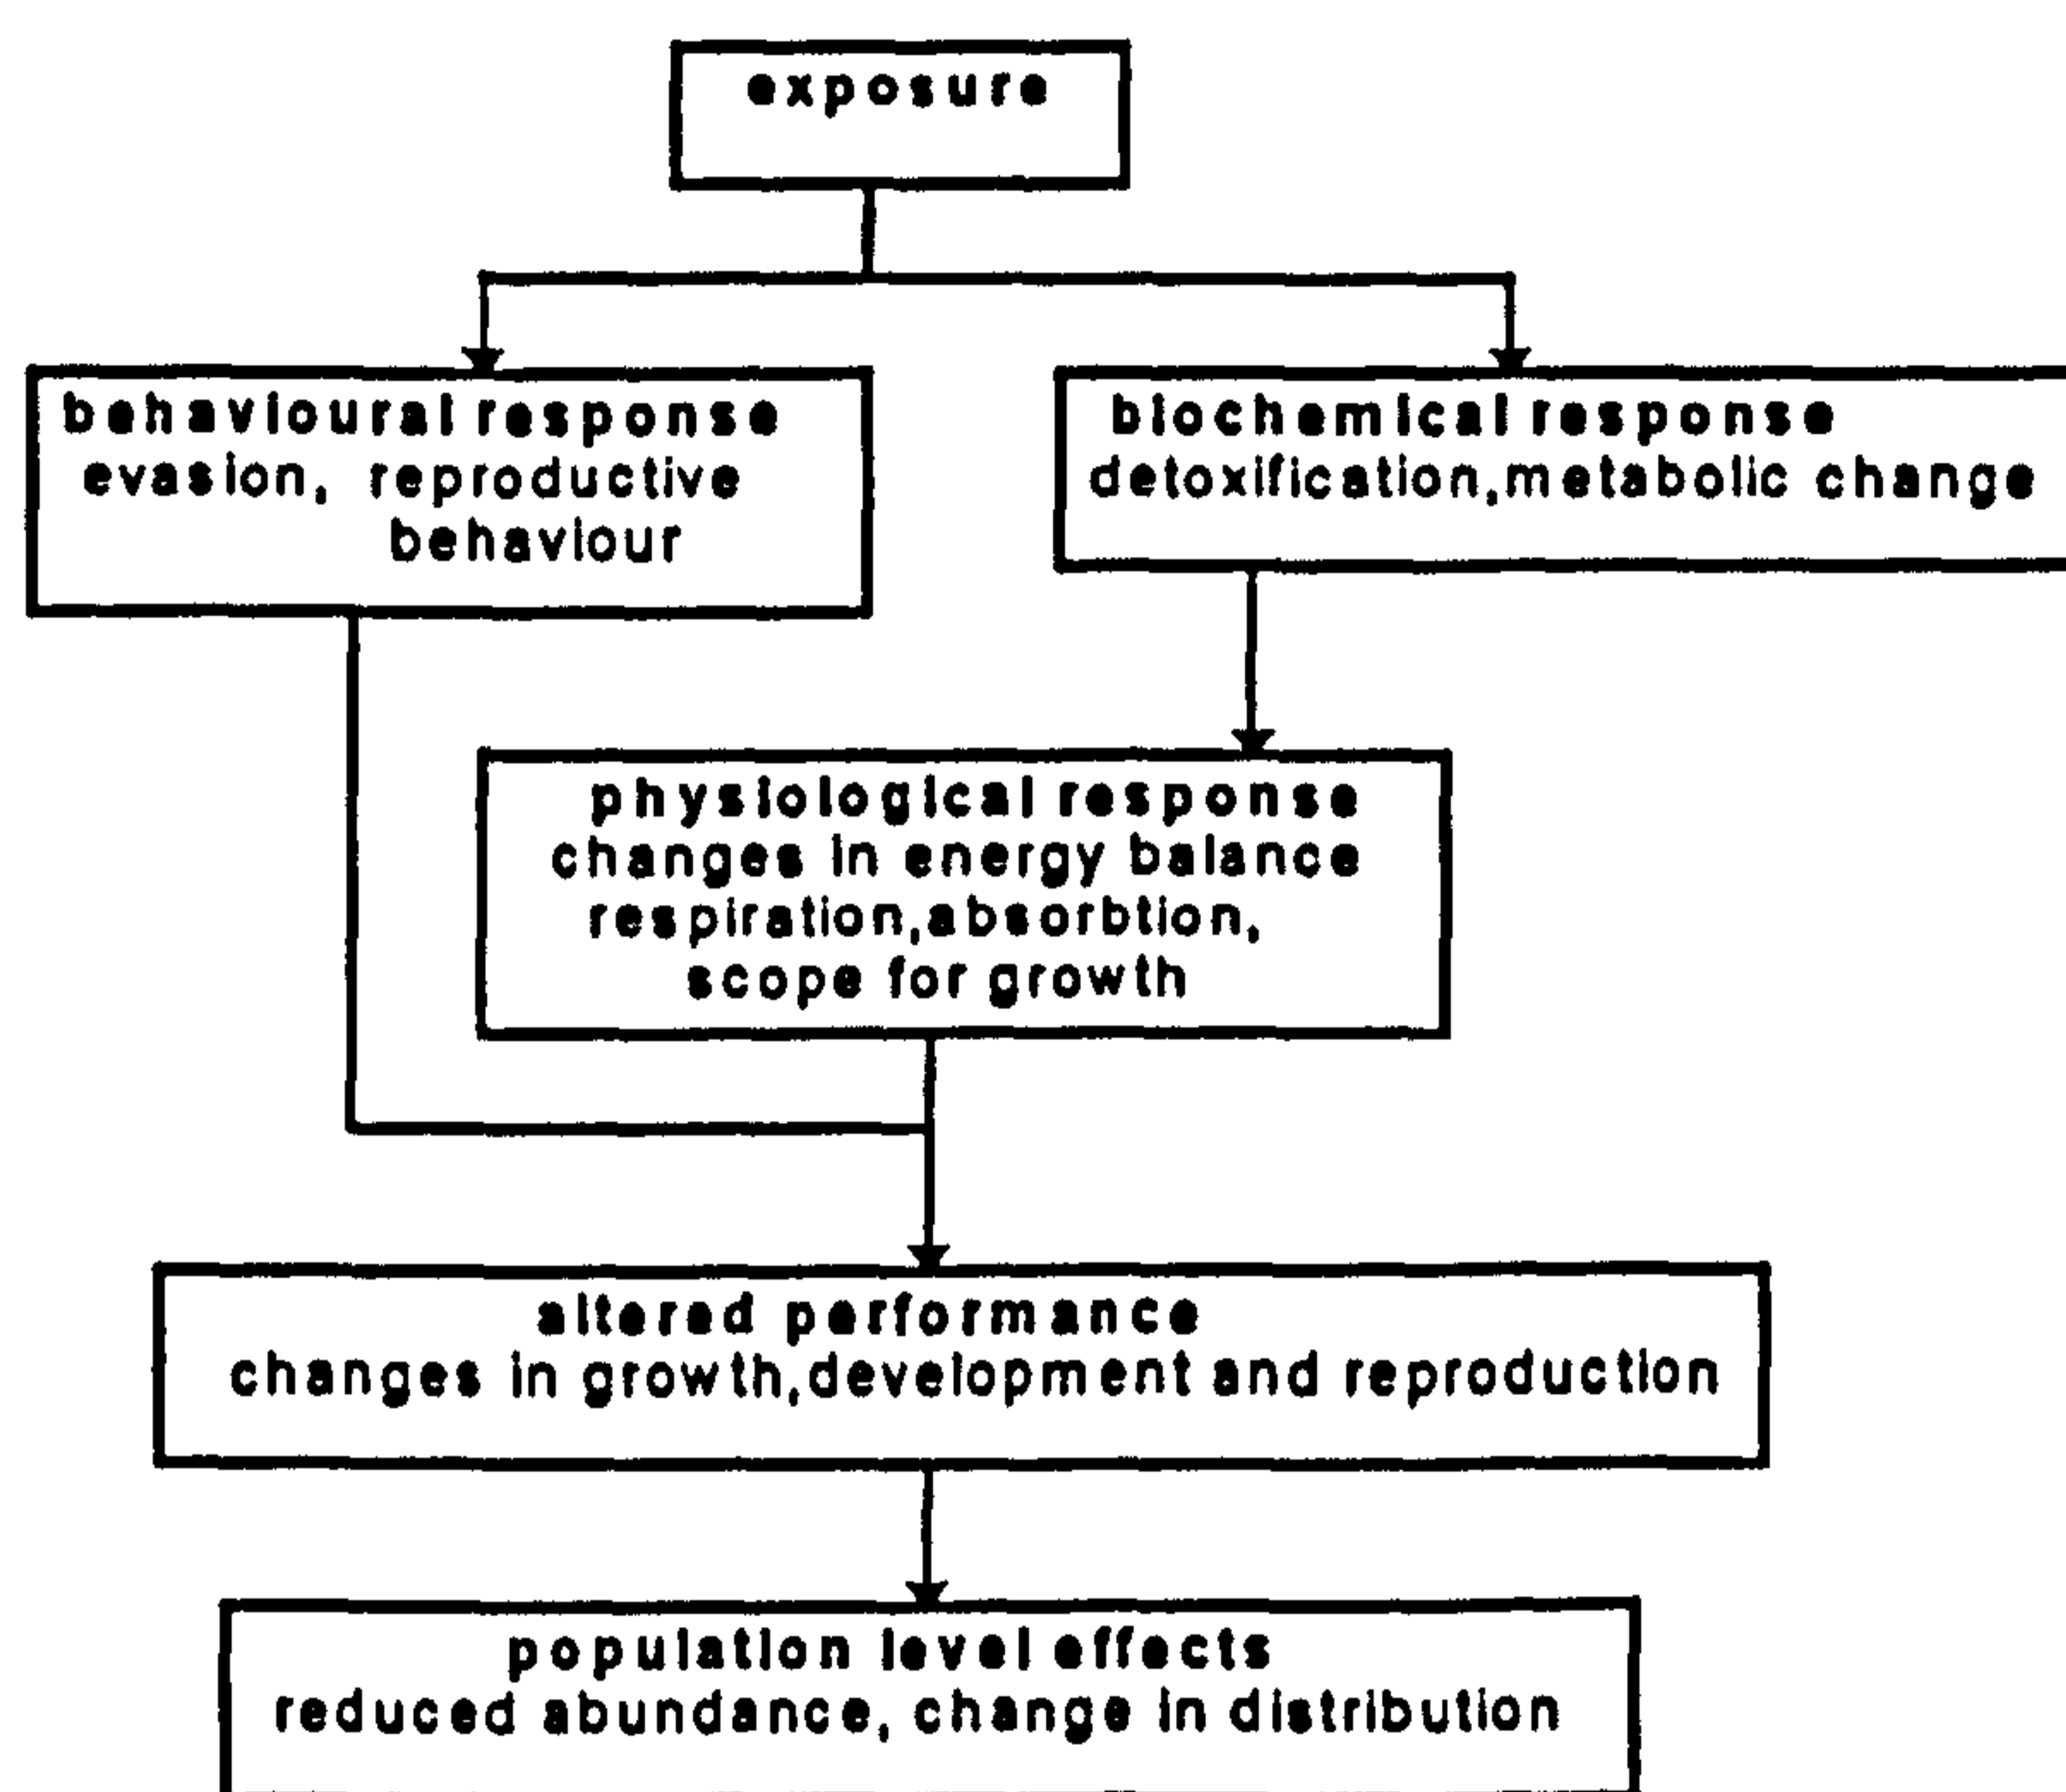 exposure
behavioural response
evasion, reproductive
behaviour
biochemical response
detoxification,metabolic change
physiological response
changes in energy balance
respiration,absorbtion,
scope for growth
altered performance
changes in growth,development and reproduction
population level effects
reduced abundance, change in distribution